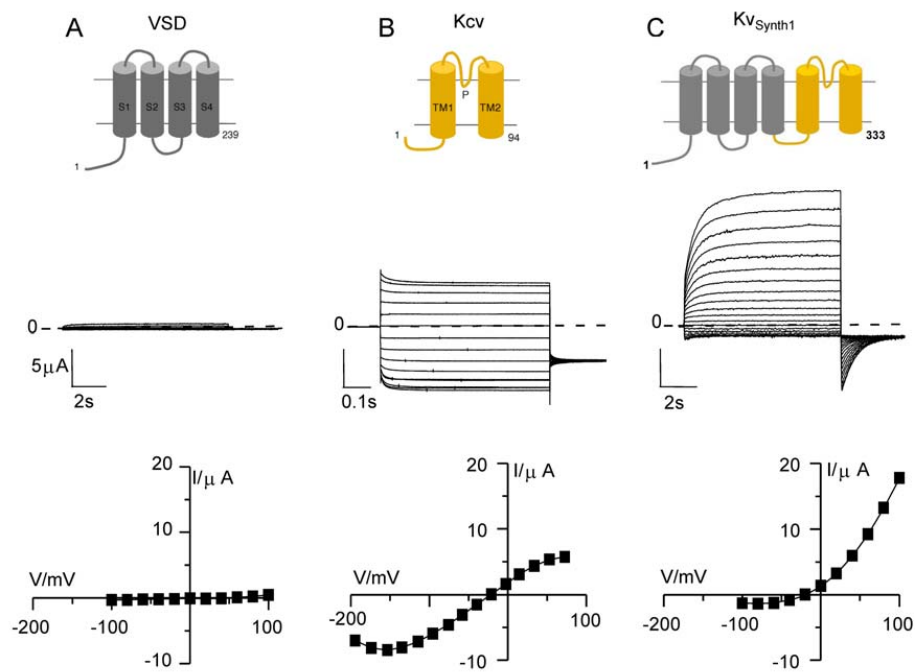 A VSD
S1 S2 S3 S4
1
239
0
5μA
2s
20
I/μ A
10
V/mV
-200 -100 100
-10
B Kcv
P
TM1 TM2
1
94
0
0.1s
20
I/μ A
10
V/mV
-200 100
-10
C KvSynth1
1
333
0
2s
20
I/μ A
10
V/mV
-200 -100 0 100
-10